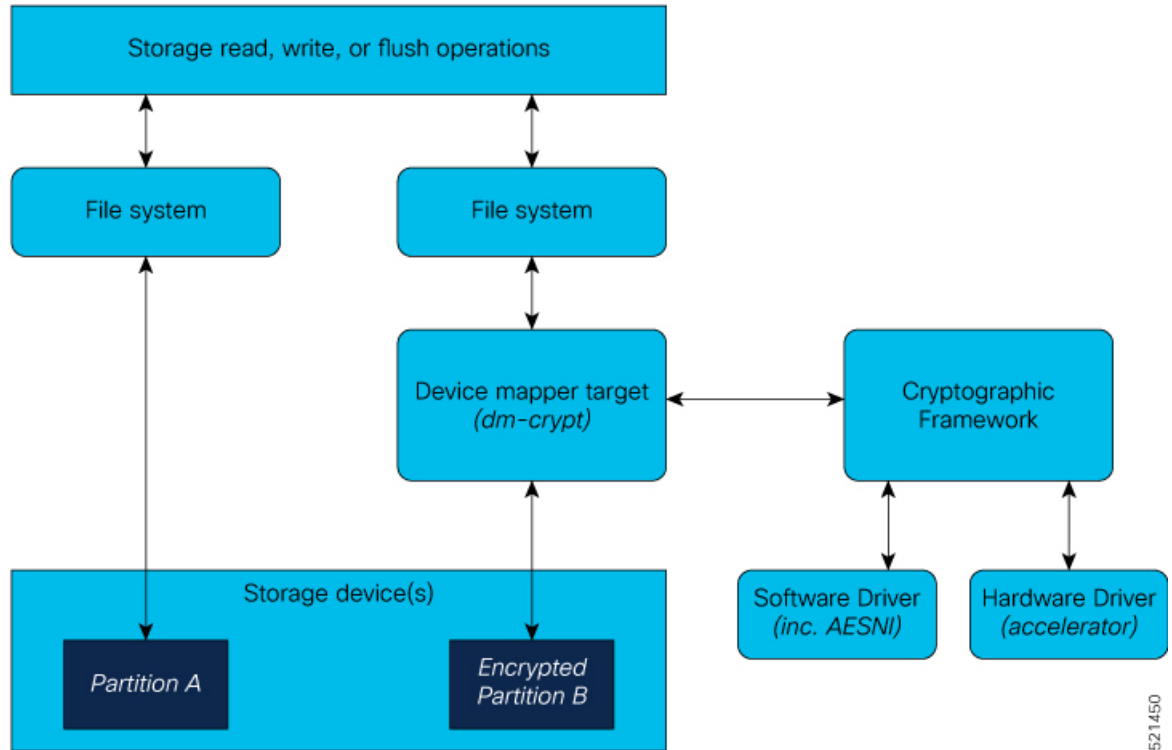 Storage read, write, or flush operations
File system
File system
Device mapper target
(dm-crypt)
Cryptographic
Framework
Storage device(s)
Software Driver
(inc. AESNI)
Hardware Driver
(accelerator)
Partition A
Encrypted
Partition B
521450